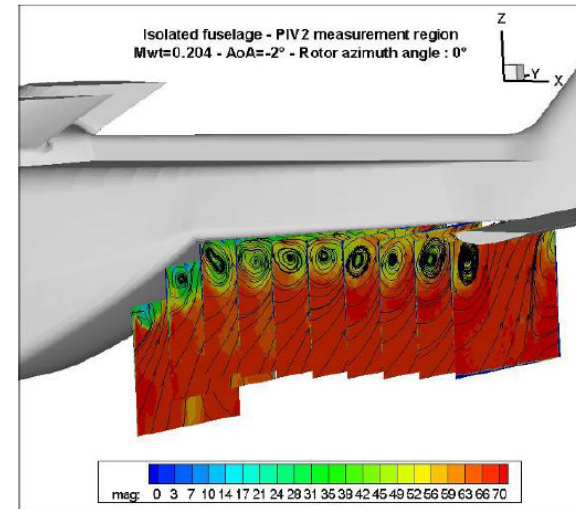 Isolated fuselage - PIV2 measurement region
Mwt=0.204 - AoA=-2° - Rotor azimuth angle : 0°
Z
Y
X
mag: 0 3 7 10 14 17 21 24 28 31 35 38 42 45 49 52 56 59 63 66 70